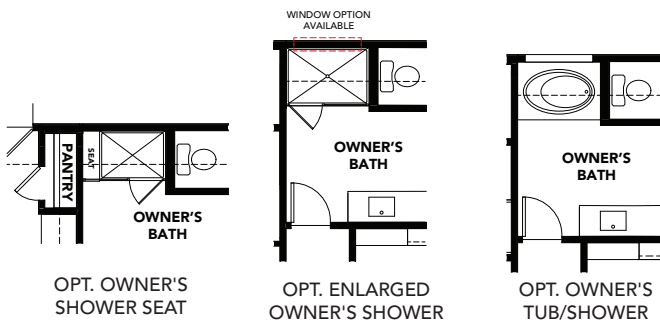 PANTRY
SEAT
OWNER'S
BATH
OPT. OWNER'S
SHOWER SEAT
WINDOW OPTION
AVAILABLE
OWNER'S
BATH
OPT. ENLARGED
OWNER'S SHOWER
OWNER'S
BATH
OPT. OWNER'S
TUB/SHOWER